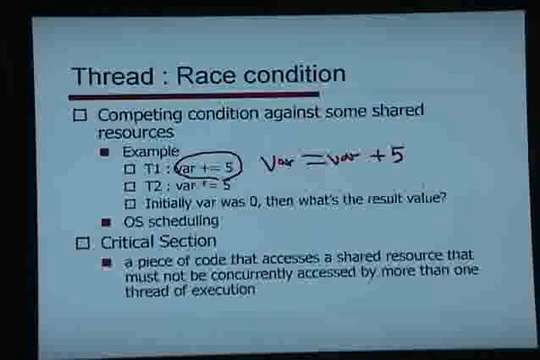 Thread : Race condition
Competing condition against some shared
resources
Example
T1 : var += 5
var = var + 5
T2 : var *= 5
Initially var was 0, then what's the result value?
OS scheduling
Critical Section
a piece of code that accesses a shared resource that
must not be concurrently accessed by more than one
thread of execution